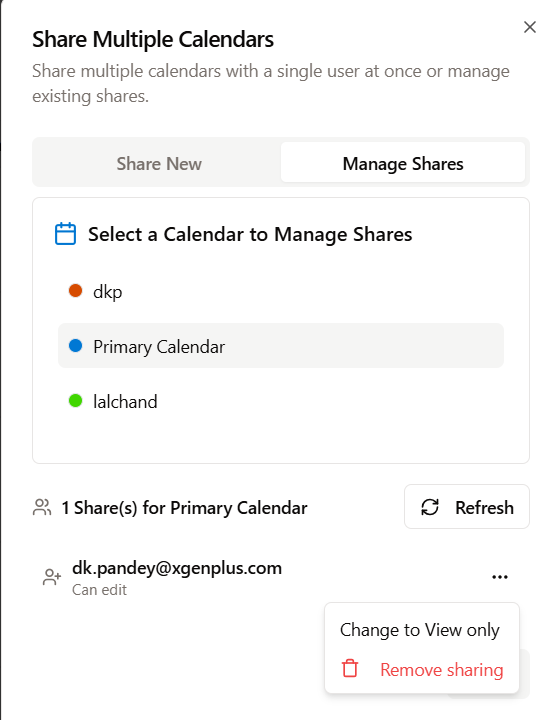 Share Multiple Calendars
Share multiple calendars with a single user at once or manage
existing shares.
Share New
Manage Shares
Select a Calendar to Manage Shares
dkp
Primary Calendar
lalchand
1 Share(s) for Primary Calendar
Refresh
dk.pandey@xgenplus.com
Can edit
Change to View only
Remove sharing